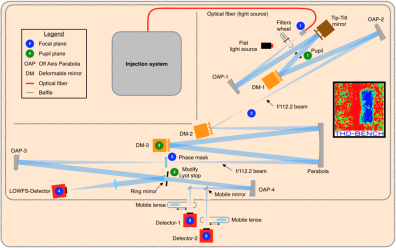 Legend
Focal plane
Pupil plane
OAP Off Axis Parabola
DM Deformable mirror
Optical fiber
Baffle
Injection system
Optical fiber (light source)
Filters wheel
Tip-Tilt mirror
OAP-2
Flat light source
Pupil
OAP-1
DM-1
f/112.2 beam
THD-BENCH
DM-2
DM-3
OAP-3
Phase mask
f/112.2 beam
Parabola
Modify Lyot stop
LOWFS-Detector
Ring mirror
OAP-4
Mobile mirror
Mobile lense
Mobile lense
Detector-1
Detector-2